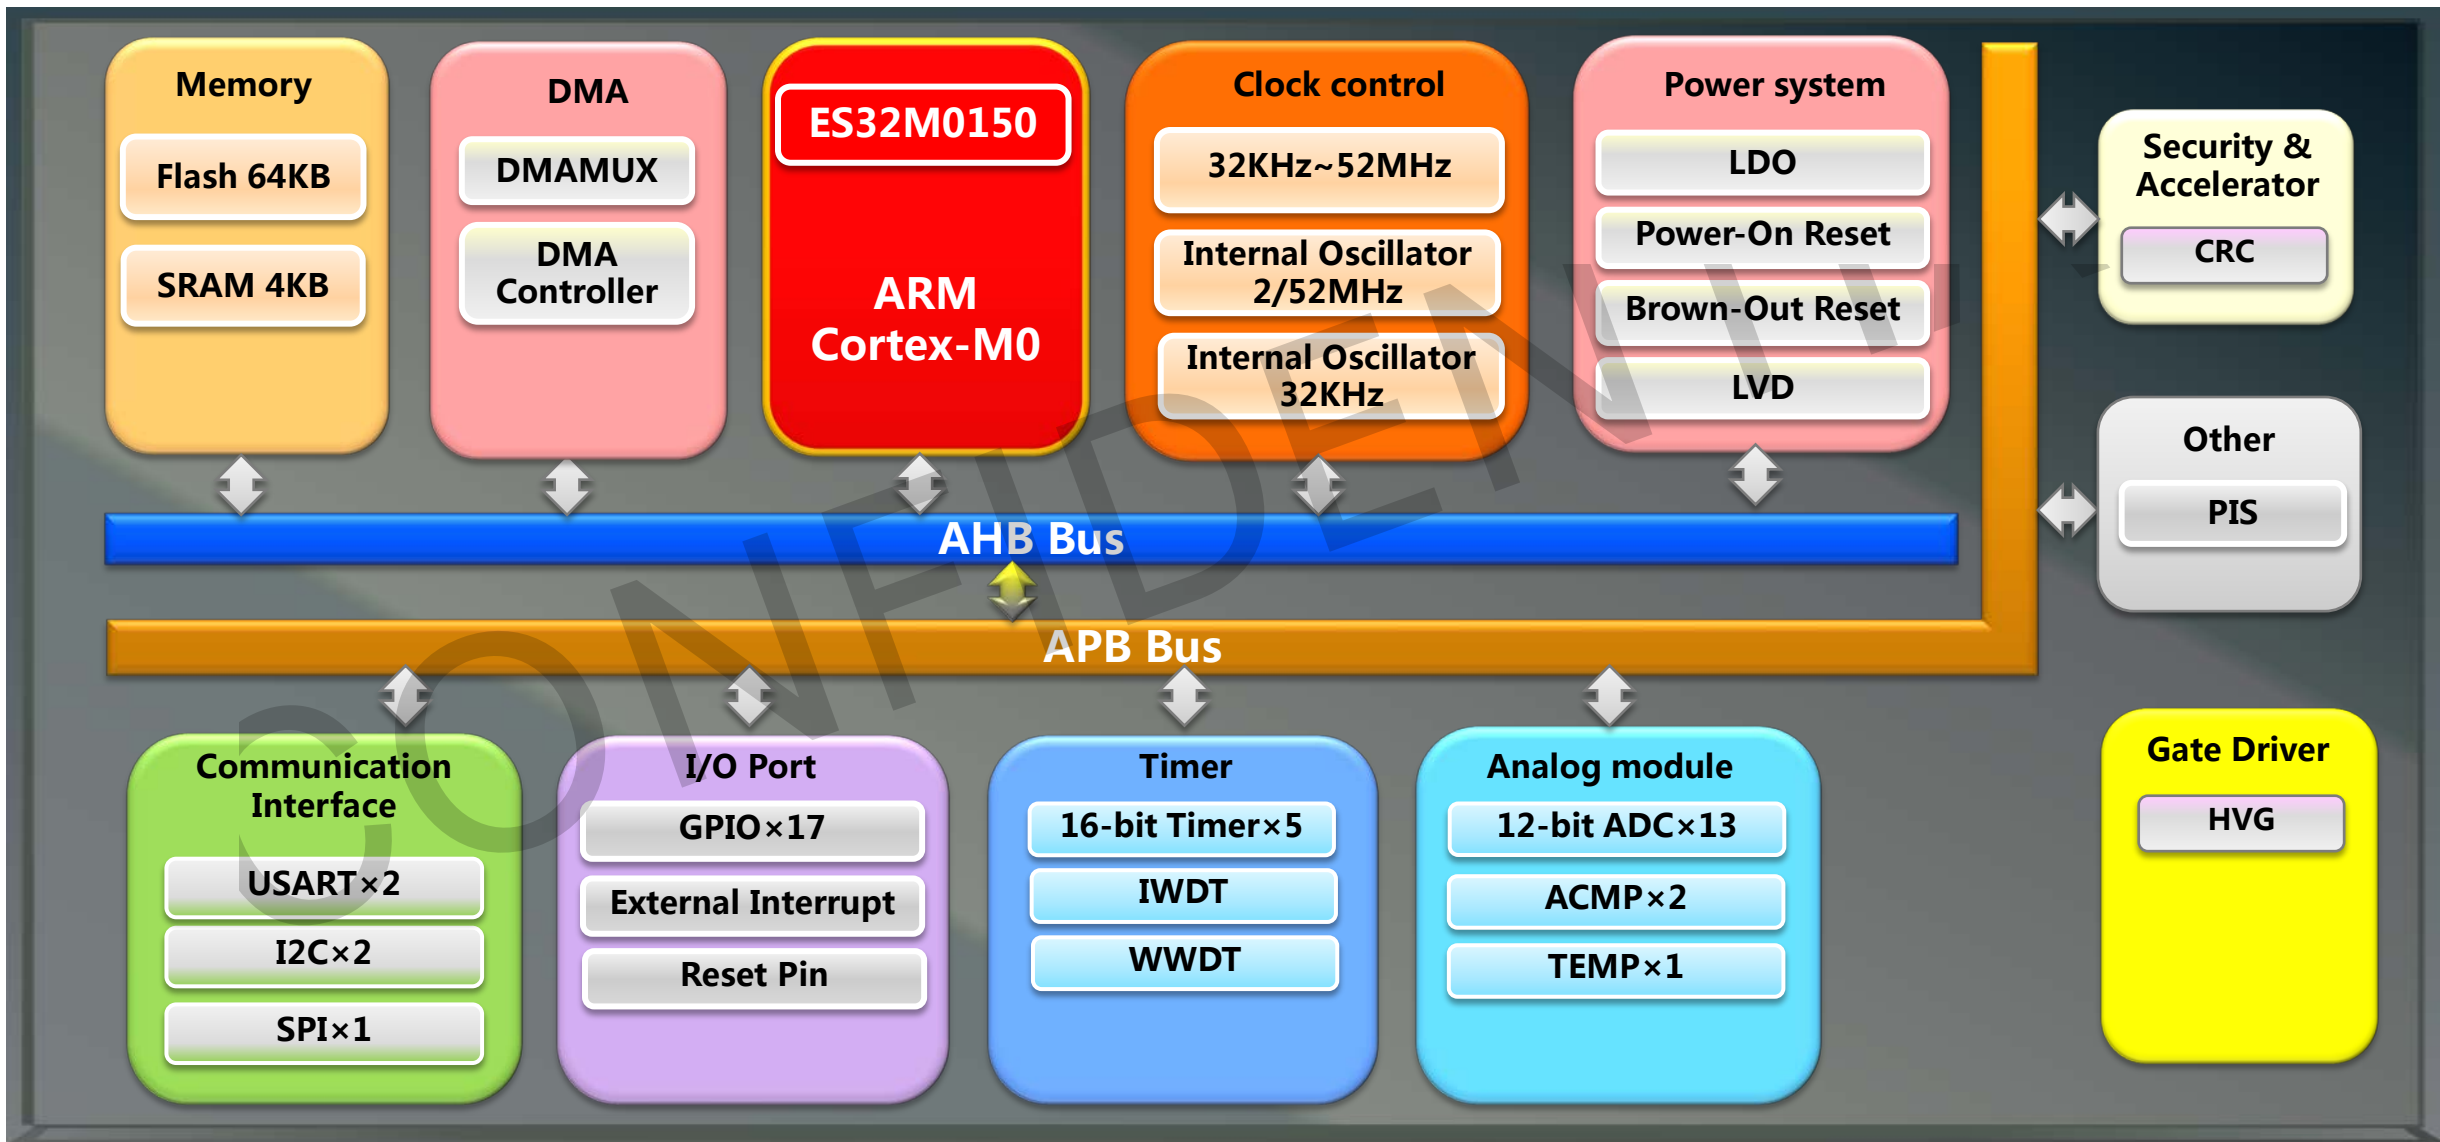 Memory
Flash 64KB
SRAM 4KB
DMA
DMAMUX
DMA
Controller
ES32M0150
ARM
Cortex-M0
Clock control
32KHz~52MHz
Internal Oscillator
2/52MHz
Internal Oscillator
32KHz
Power system
LDO
Power-On Reset
Brown-Out Reset
LVD
Security &
Accelerator
CRC
Other
PIS
AHB Bus
APB Bus
Communication
Interface
USART×2
I2C×2
SPI×1
I/O Port
GPIO×17
External Interrupt
Reset Pin
Timer
16-bit Timer×5
IWDT
WWDT
Analog module
12-bit ADC×13
ACMP×2
TEMP×1
Gate Driver
HVG